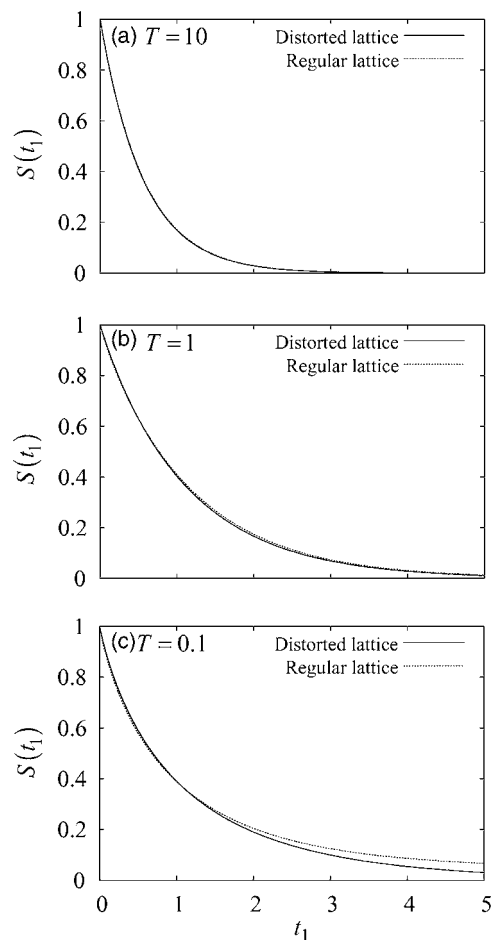 (a) T = 10
Distorted lattice
Regular lattice
S(t₁)
1
0.8
0.6
0.4
0.2
0
(b) T = 1
Distorted lattice
Regular lattice
S(t₁)
1
0.8
0.6
0.4
0.2
0
(c) T = 0.1
Distorted lattice
Regular lattice
S(t₁)
1
0.8
0.6
0.4
0.2
0
0 1 2 3 4 5
t₁